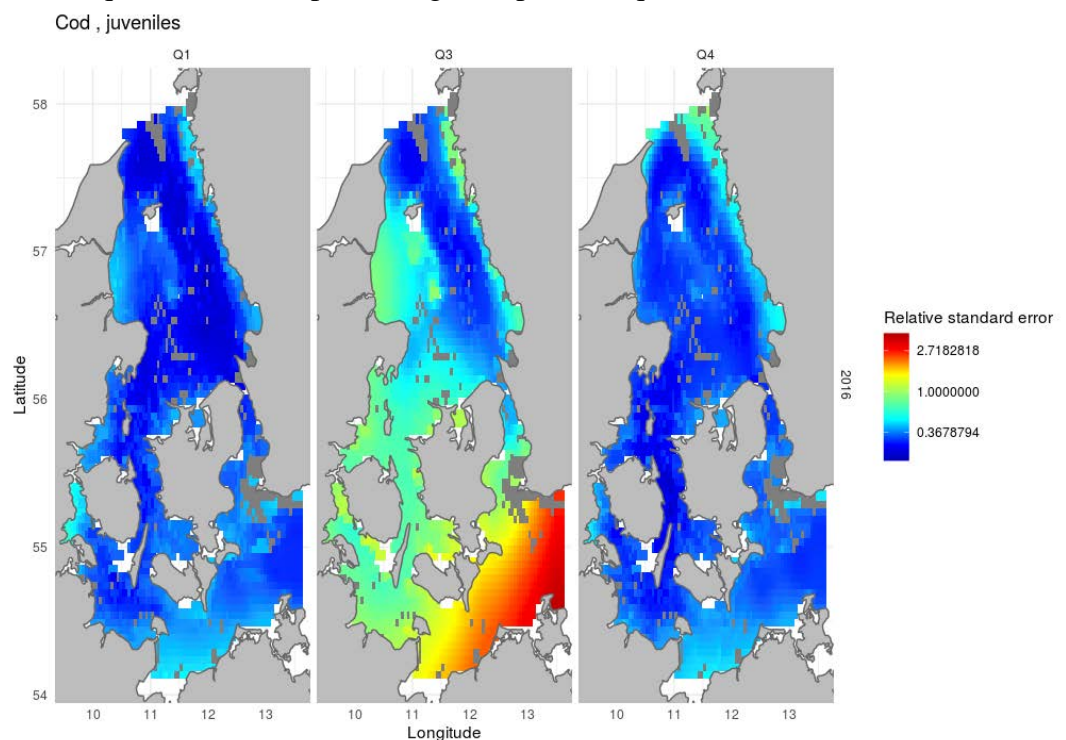 Cod , juveniles
Q1 Q3 Q4
58
57
56
55
54
Latitude
10 11 12 13 10 11 12 13 10 11 12 13
Longitude
2016
Relative standard error
2.7182818
1.0000000
0.3678794